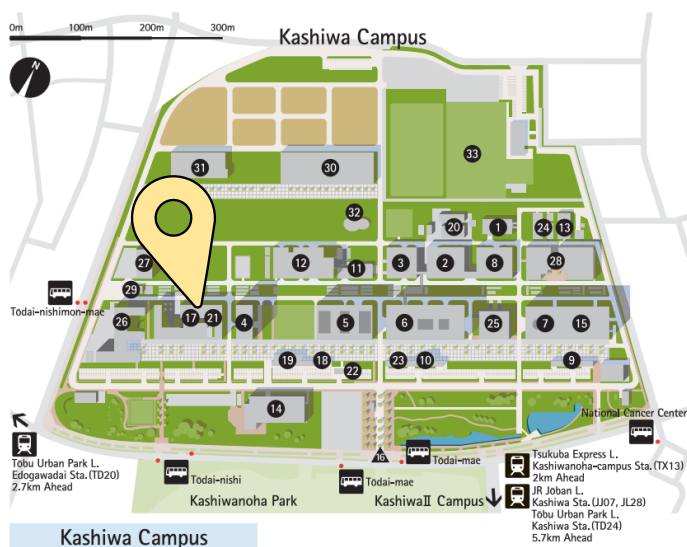 0m 100m 200m 300m
Kashiwa Campus
N
33
31
30
32
20
1
24
13
27
12
11
3
2
8
28
29
Tōdai-nishimon-mae
26
17
21
4
5
6
25
7
15
19
18
22
23
10
9
14
National Cancer Center
16
Tobu Urban Park L.
Edogawadai Sta.(TD20)
2.7km Ahead
Tōdai-nishi
Tōdai-mae
Tōdai-mae
Kashiwanoha Park
KashiwaⅡ Campus
Tsukuba Express L.
Kashiwanoha-campus Sta.(TX13)
2km Ahead
JR Joban L.
Kashiwa Sta.(JJ07, JL28)
Tōbu Urban Park L.
Kashiwa Sta.(TD24)
5.7km Ahead
Kashiwa Campus